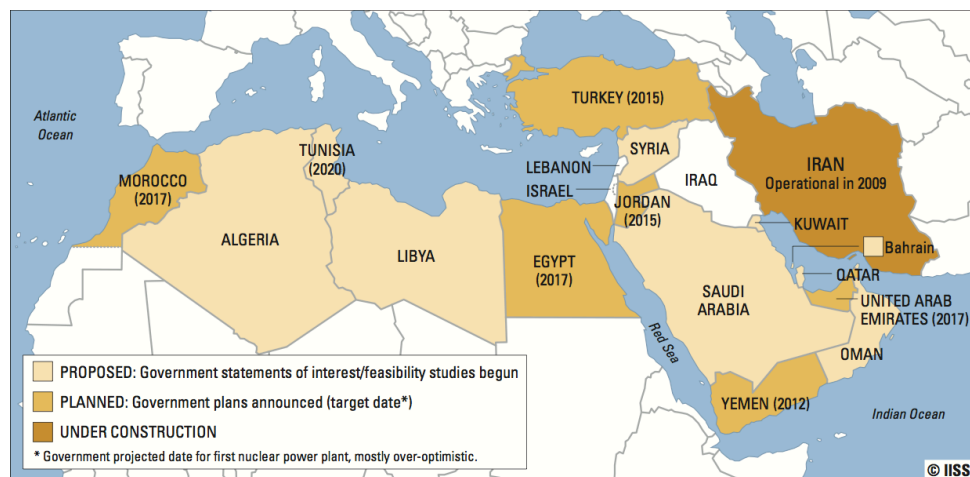 Atlantic
Ocean
MOROCCO
(2017)
ALGERIA
TUNISIA
(2020)
LIBYA
EGYPT
(2017)
TURKEY (2015)
SYRIA
LEBANON
ISRAEL
JORDAN
(2015)
IRAQ
IRAN
Operational in 2009
KUWAIT
Bahrain
QATAR
UNITED ARAB
EMIRATES (2017)
SAUDI
ARABIA
OMAN
YEMEN (2012)
Red Sea
Indian Ocean
PROPOSED: Government statements of interest/feasibility studies begun
PLANNED: Government plans announced (target date*)
UNDER CONSTRUCTION
* Government projected date for first nuclear power plant, mostly over-optimistic.
© IISS